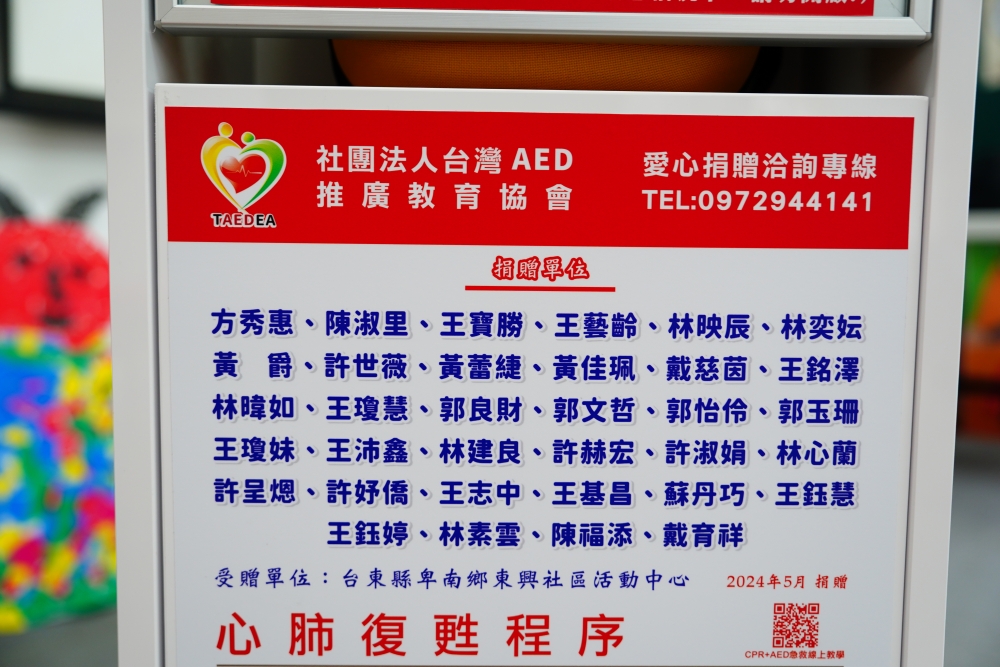 TAEDEA
社團法人台灣 AED
推廣教育協會
愛心捐贈洽詢專線
TEL:0972944141
捐贈單位
方秀惠、陳淑里、王寶勝、王藝齡、林映辰、林奕妘
黃 爵、許世薇、黃蕾緁、黃佳珮、戴慈茵、王銘澤
林暐如、王瓊慧、郭良財、郭文哲、郭怡伶、郭玉珊
王瓊妹、王沛鑫、林建良、許赫宏、許淑娟、林心蘭
許呈熜、許妤僑、王志中、王基昌、蘇丹巧、王鈺慧
王鈺婷、林素雲、陳福添、戴育祥
受贈單位：台東縣卑南鄉東興社區活動中心
2024年5月 捐贈
心肺復甦程序
CPR+AED急救線上教學